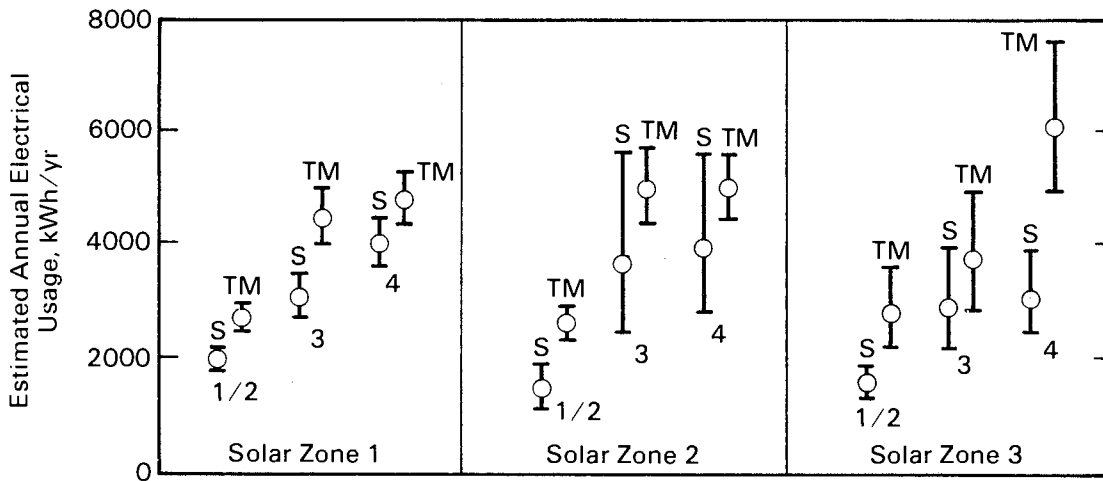 Estimated Annual Electrical
Usage, kWh/yr
8000
6000
4000
2000
0
S
TM
1/2
S
TM
3
S
TM
4
Solar Zone 1
S
TM
1/2
S
TM
3
S
TM
4
Solar Zone 2
S
TM
1/2
S
TM
3
S
TM
4
Solar Zone 3